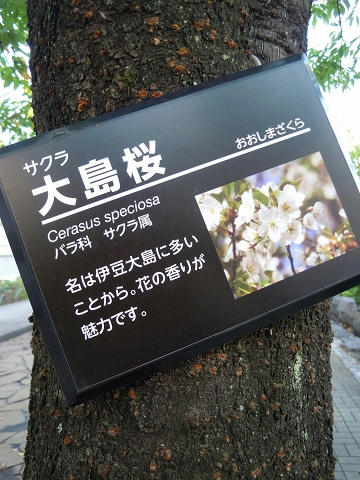 サクラ
大島桜
おおしまざくら
Cerasus speciosa
バラ科　サクラ属
名は伊豆大島に多い
ことから。花の香りが
魅力です。